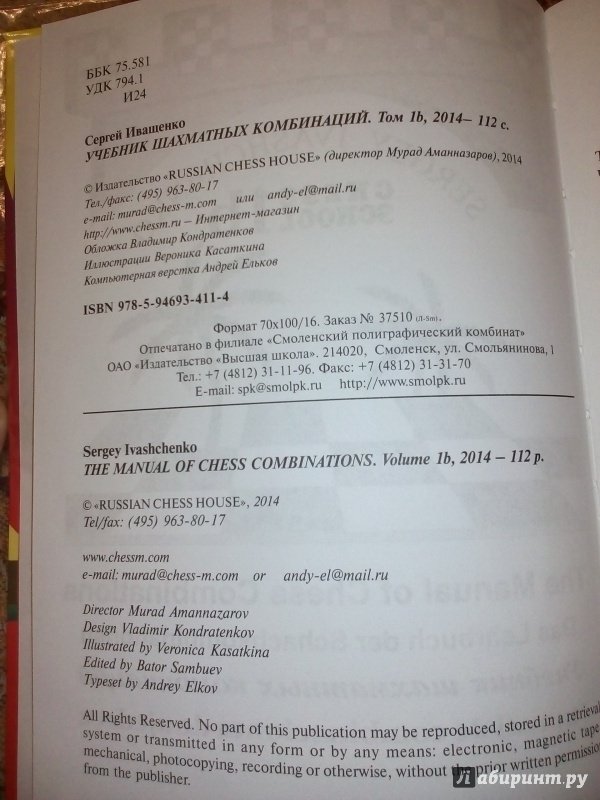 ББК 75.581
УДК 794.1
И24
Сергей Иващенко
УЧЕБНИК ШАХМАТНЫХ КОМБИНАЦИЙ. Том 1b, 2014– 112 с.
© Издательство «RUSSIAN CHESS HOUSE» (директор Мурад Аманназаров), 2014
Тел./факс: (495) 963-80-17
e-mail: murad@chess-m.com или andy-el@mail.ru
http://www.chessm.ru – Интернет-магазин
Обложка Владимир Кондратенков
Иллюстрации Вероника Касаткина
Компьютерная верстка Андрей Ельков
ISBN 978-5-94693-411-4
Формат 70x100/16. Заказ № 37510 (Л-Sm).
Отпечатано в филиале «Смоленский полиграфический комбинат»
ОАО «Издательство «Высшая школа». 214020, Смоленск, ул. Смольянинова, 1
Тел.: +7 (4812) 31-11-96. Факс: +7 (4812) 31-31-70
E-mail: spk@smolpk.ru http://www.smolpk.ru
Sergey Ivashchenko
THE MANUAL OF CHESS COMBINATIONS. Volume 1b, 2014 – 112 p.
© «RUSSIAN CHESS HOUSE», 2014
Tel/fax: (495) 963-80-17
www.chessm.com
e-mail: murad@chess-m.com or andy-el@mail.ru
Director Murad Amannazarov
Design Vladimir Kondratenkov
Illustrated by Veronica Kasatkina
Edited by Bator Sambuev
Typeset by Andrey Elkov
All Rights Reserved. No part of this publication may be reproduced, stored in a retrieval
system or transmitted in any form or by any means: electronic, magnetic tape
mechanical, photocopying, recording or otherwise, without the prior written permission
from the publisher.
лабиринт.ру